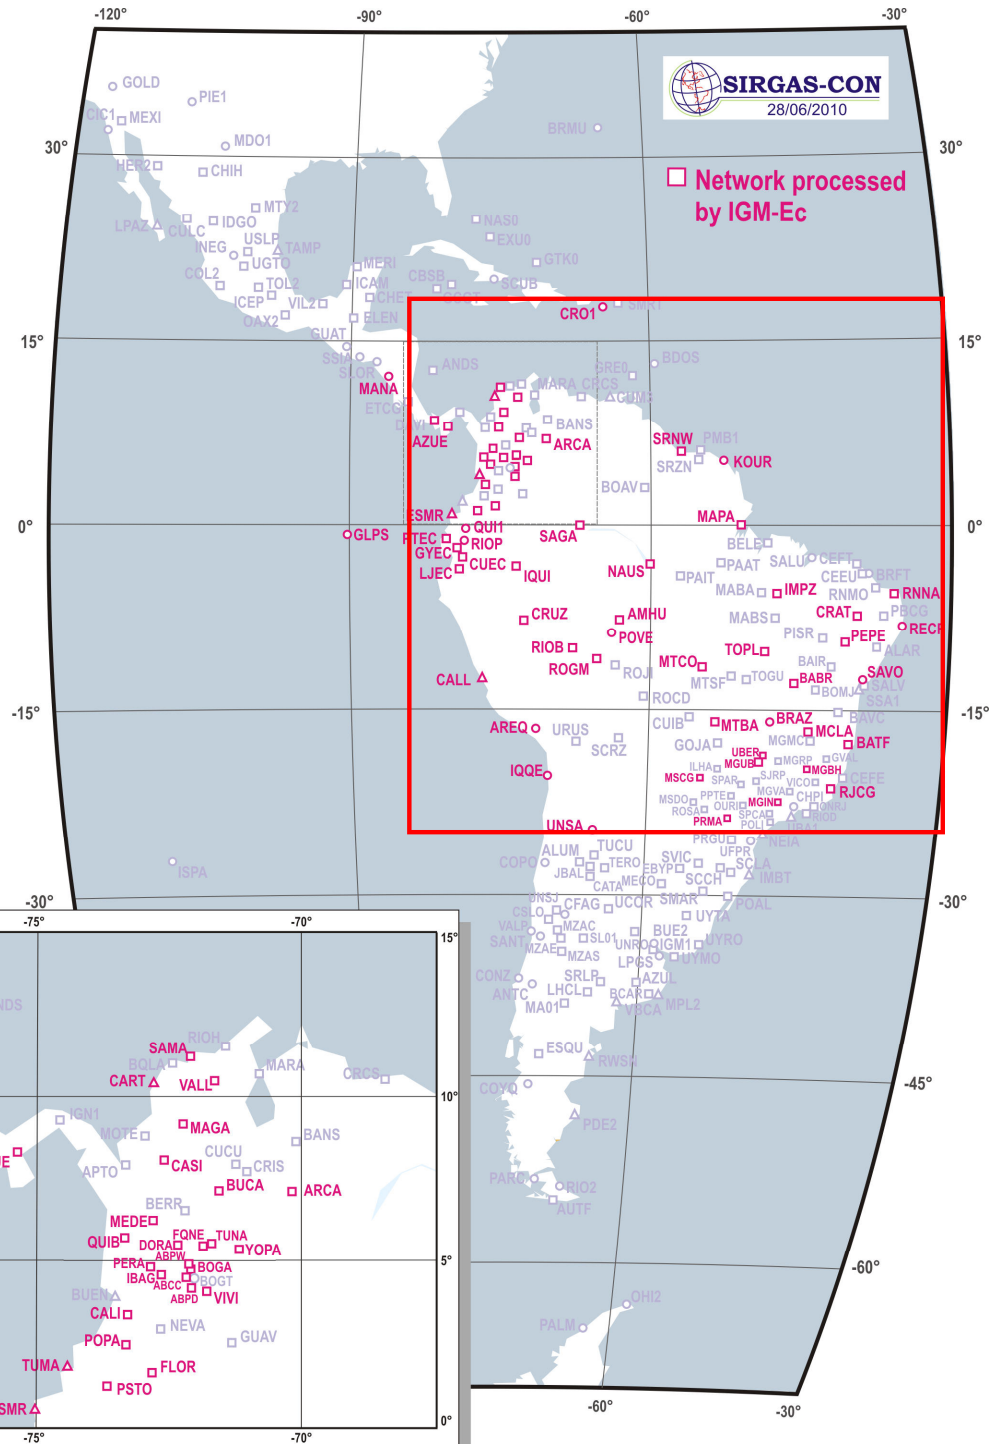 -120°
-90°
-60°
-30°
GOLD
PIE1
SIRGAS-CON
28/06/2010
CIC1
MEXI
BRMU
MDO1
30°
30°
HER2
CHIH
Network processed
by IGM-Ec
MTY2
LPAZ
CULC
IDGO
NAS0
EXU0
USLP
INEG
TAMP
UGTO
MERI
GTK0
COL2
TOL2
ICAM
CBSB
SCUB
ICEP
VIL2
CHET
SMRT
OAX2
ELEN
CRO1
GUAT
15°
15°
SSIA
SLOR
ANDS
BDOS
GRE0
MANA
MARA
CRCS
CUM3
ETCG
BANS
AZUE
ARCA
SRNW
PMB1
SRZN
KOUR
BOAV
ESMR
MAPA
0°
0°
GLPS
PTEC
QUI1
RIOP
SAGA
BELE
GYEC
CUEC
LJEC
IQUI
NAUS
PAAT
SALU
CEFT
PAIT
CEEU
BRFT
MABA
IMPZ
RNMO
RNNA
CRUZ
AMHU
MABS
CRAT
PBCG
POVE
PISR
PEPE
RECF
RIOB
TOPL
ALAR
ROGM
ROJI
MTCO
BAIR
CALL
MTSF
TOGU
BABR
SAVO
ROCD
BOMJ
SALV
SSA1
-15°
-15°
AREQ
URUS
CUIB
MTBA
BRAZ
BAVC
SCRZ
GOJA
MGMC
MCLA
BATF
UBER
MGUB
MGRP
GVAL
IQQE
ILHA
MGBH
MSCG
SPAR
SJRP
VICO
CEFE
MGVA
RJCG
MSDO
PPTE
MGIN
CHPI
ROSA
OURI
ONRJ
UNSA
PRMA
SPCA
RIOD
POLI
UBA1
PRGU
NEIA
ISPA
COPO
ALUM
TUCU
UFPR
JBAL
TERO
SVIC
EBYP
SCLA
CATA
MECO
SCCH
IMBT
-30°
-30°
UNSJ
CFAG
UCCR
SMAR
POAL
CSLO
UYTA
VALP
MZAC
BUE2
SANT
SL01
UNRO
IGM1
UYRO
MZAE
MZAS
LPGS
UYMO
CONZ
SRLP
AZUL
ANTC
LHCL
BCAR
MPL2
MA01
VBCA
ESQU
RWSN
COYQ
-45°
PDE2
PARC
RIO2
AUTF
-60°
OHI2
PALM
-60°
-30°
-75°
-70°
15°
NDS
RIOH
SAMA
BQLA
MARA
CART
VALL
CRCS
10°
IGN1
MOTE
MAGA
BANS
UE
CASI
CUCU
APTO
CRIS
BUCA
ARCA
BERR
MEDE
QUIB
FQNE
TUNA
DORA
YOPA
ABPW
5°
PERA
BOGA
IBAG
BOGT
ABCC
BUEN
ABPD
VIVI
CALI
NEVA
POPA
GUAV
TUMA
FLOR
PSTO
SMR
0°
-75°
-70°